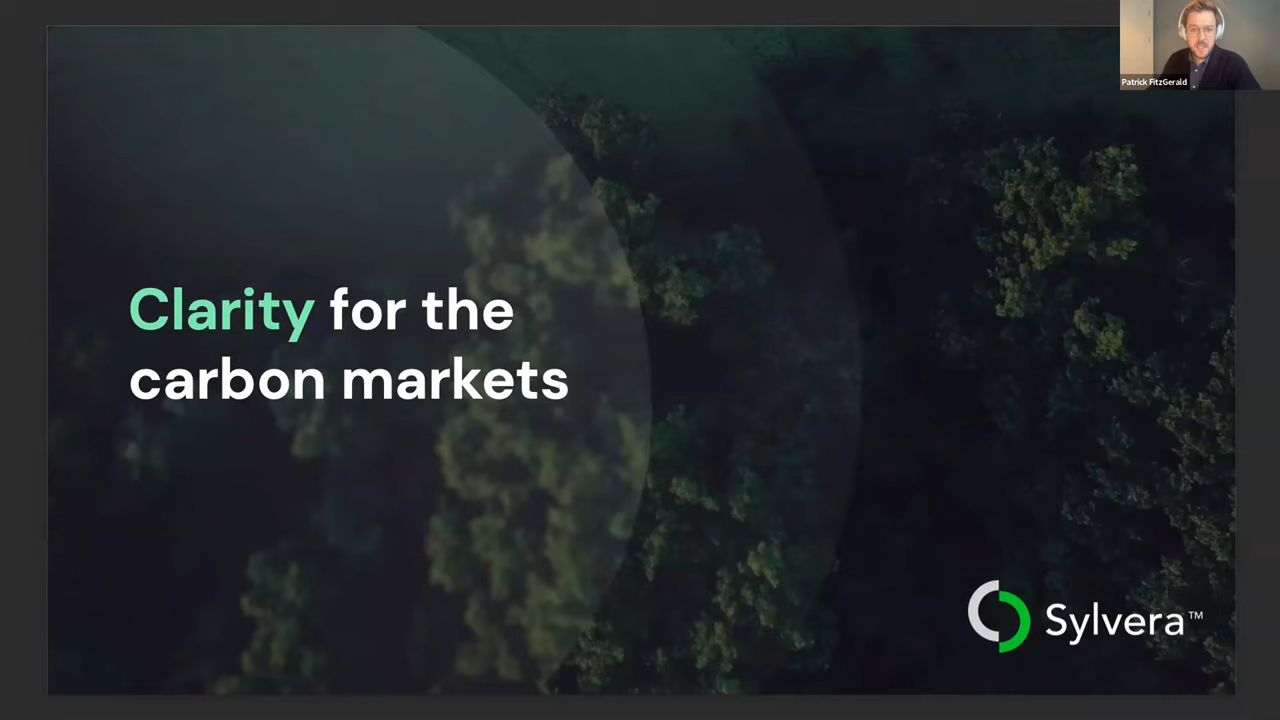 Patrick FitzGerald
Clarity for the
carbon markets
Sylvera™